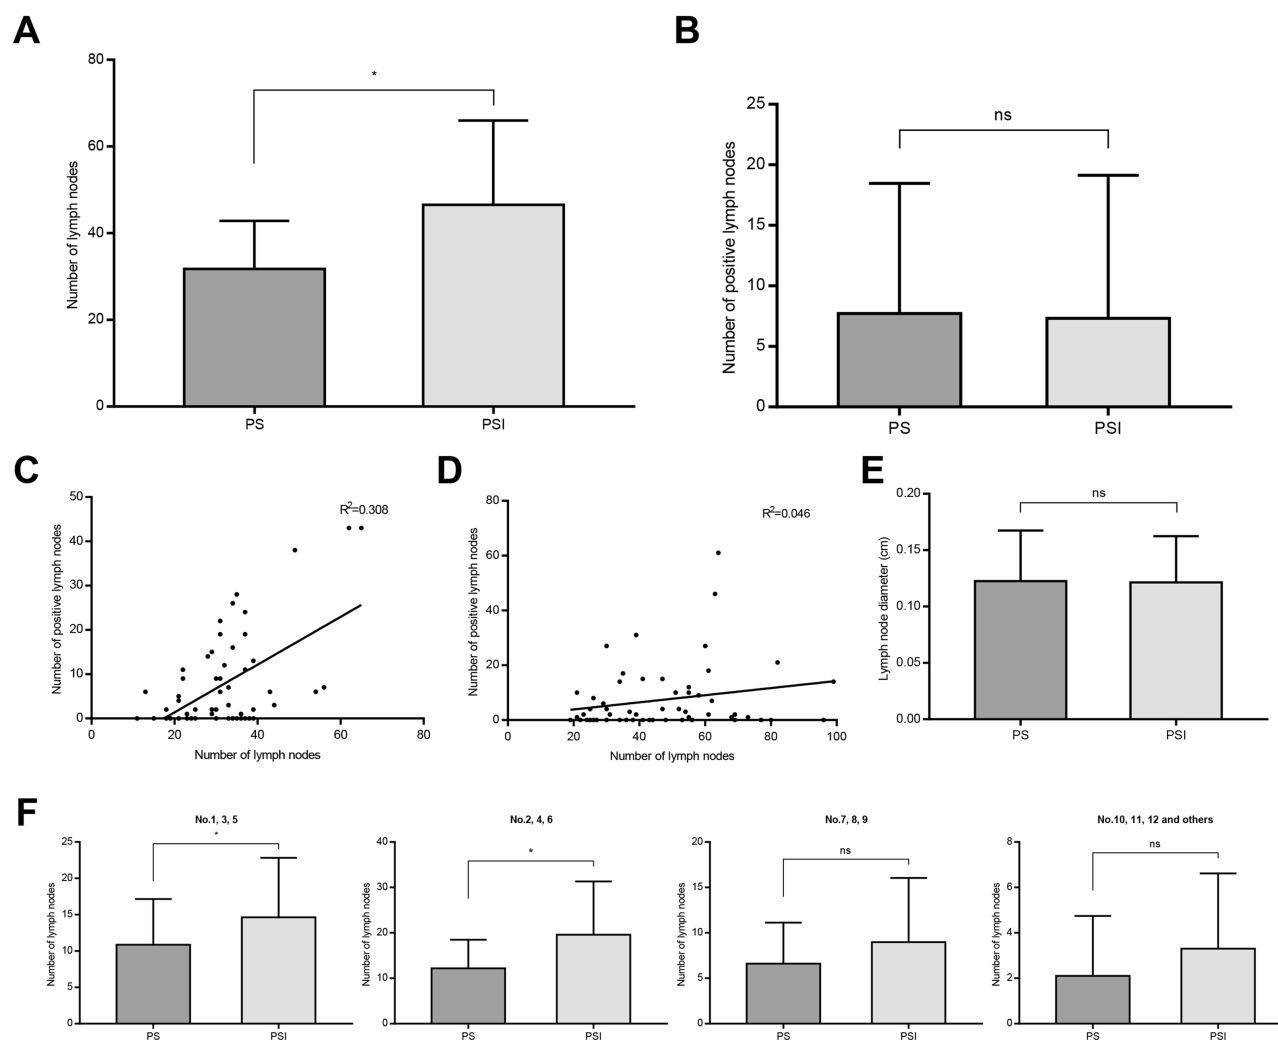 A
B
80
60
40
20
0
Number of lymph nodes
*
PS
PSI
25
20
15
10
5
0
Number of positive lymph nodes
ns
PS
PSI
C
D
E
50
40
30
20
10
0
Number of positive lymph nodes
R²=0.308
0
20
40
60
80
Number of lymph nodes
80
60
40
20
0
Number of positive lymph nodes
R²=0.046
0
20
40
60
80
100
Number of lymph nodes
0.20
0.15
0.10
0.05
0.00
Lymph node diameter (cm)
ns
PS
PSI
F
No.1, 3, 5
25
20
15
10
5
0
Number of lymph nodes
*
PS
PSI
No.2, 4, 6
40
30
20
10
0
Number of lymph nodes
*
PS
PSI
No.7, 8, 9
20
15
10
5
0
Number of lymph nodes
ns
PS
PSI
No.10, 11, 12 and others
8
6
4
2
0
Number of lymph nodes
ns
PS
PSI